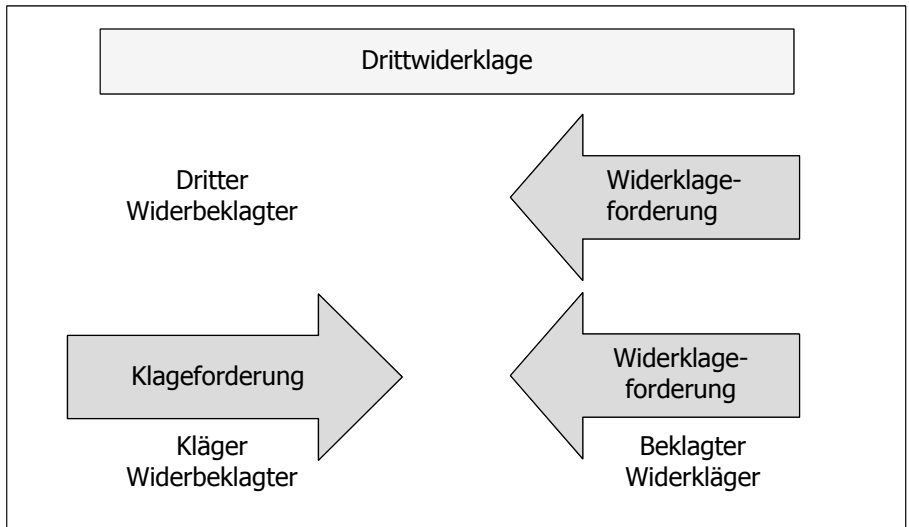 Drittwiderklage
Dritter
Widerbeklagter
Widerklage-
forderung
Klageforderung
Widerklage-
forderung
Kläger
Widerbeklagter
Beklagter
Widerkläger